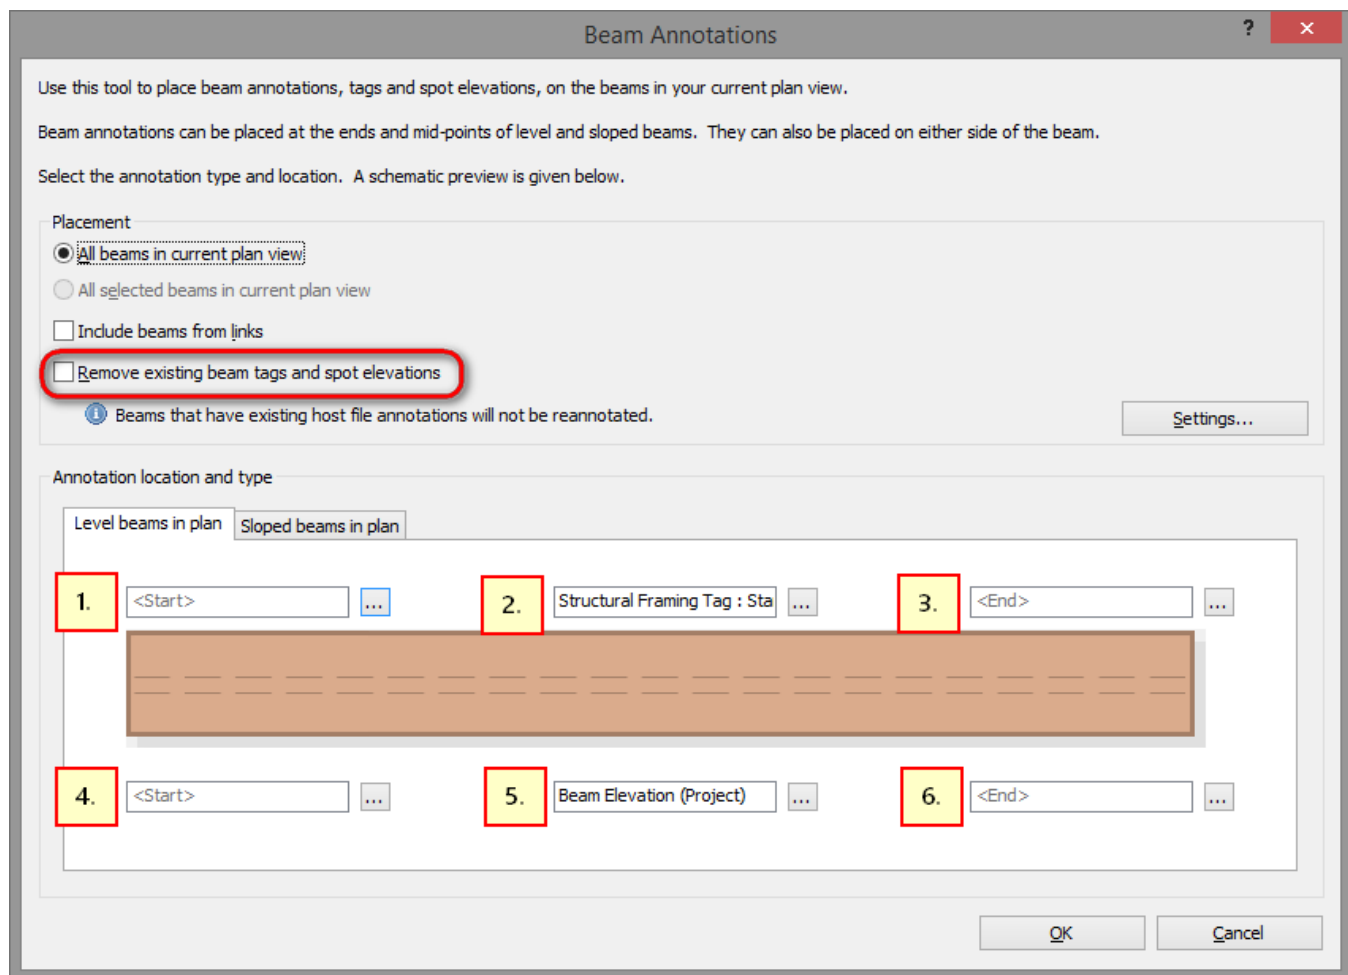 Beam Annotations
?
Use this tool to place beam annotations, tags and spot elevations, on the beams in your current plan view.
Beam annotations can be placed at the ends and mid-points of level and sloped beams.  They can also be placed on either side of the beam.
Select the annotation type and location.  A schematic preview is given below.
Placement
All beams in current plan view
All selected beams in current plan view
Include beams from links
Remove existing beam tags and spot elevations
Beams that have existing host file annotations will not be reannotated.
Settings...
Annotation location and type
Level beams in plan
Sloped beams in plan
1.
<Start>
...
2.
Structural Framing Tag : Sta
...
3.
<End>
...
4.
<Start>
...
5.
Beam Elevation (Project)
...
6.
<End>
...
OK
Cancel